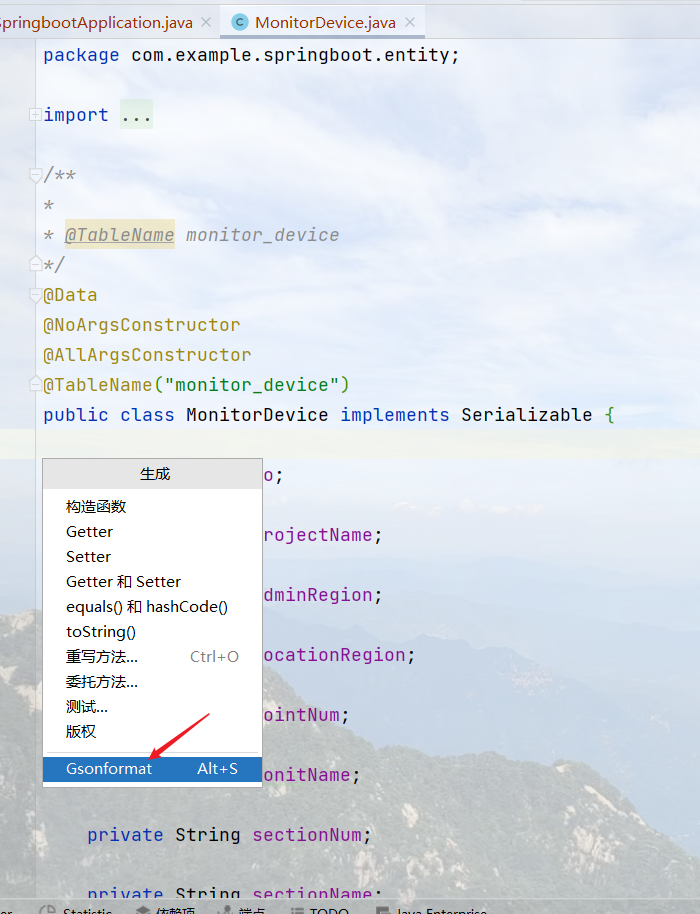 SpringbootApplication.java
MonitorDevice.java
package com.example.springboot.entity;
import ...
/**
*
* @TableName monitor_device
*/
@Data
@NoArgsConstructor
@AllArgsConstructor
@TableName("monitor_device")
public class MonitorDevice implements Serializable {
生成
o;
构造函数
Getter
rojectName;
Setter
Getter 和 Setter
dminRegion;
equals() 和 hashCode()
toString()
重写方法... Ctrl+O
ocationRegion;
委托方法...
测试...
ointNum;
版权
Gsonformat Alt+S
onitName;
private String sectionNum;
private String sectionName;
Statistic
依赖项
端点
TODO
Java Enterprise